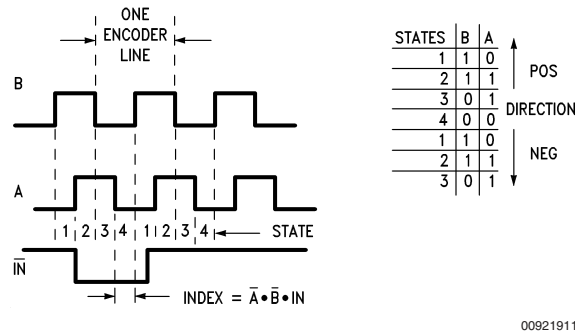 ONE
ENCODER
LINE
B
A
1 2 3 4 1 2 3 4 STATE
I̅N̅
INDEX = A̅•B̅•IN
STATES B A
1 1 0
2 1 1
3 0 1
4 0 0
1 1 0
2 1 1
3 0 1
POS
DIRECTION
NEG
00921911